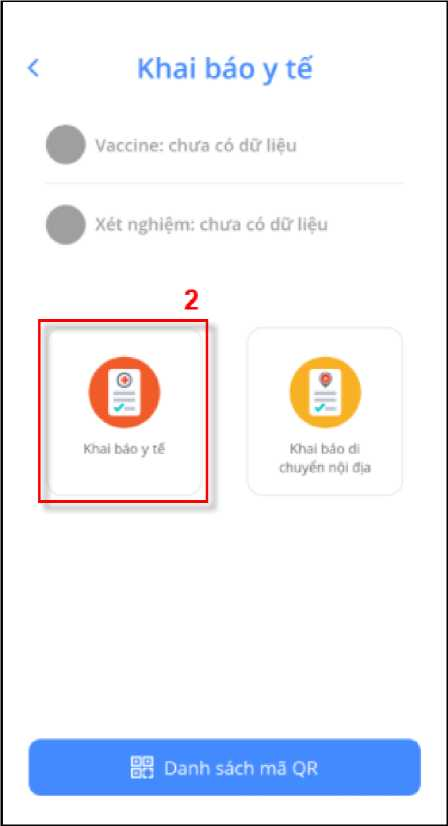 Khai báo y tế
Vaccine: chưa có dữ liệu
Xét nghiệm: chưa có dữ liệu
2
Khai báo y tế
Khai báo di
chuyển nội địa
Danh sách mã QR